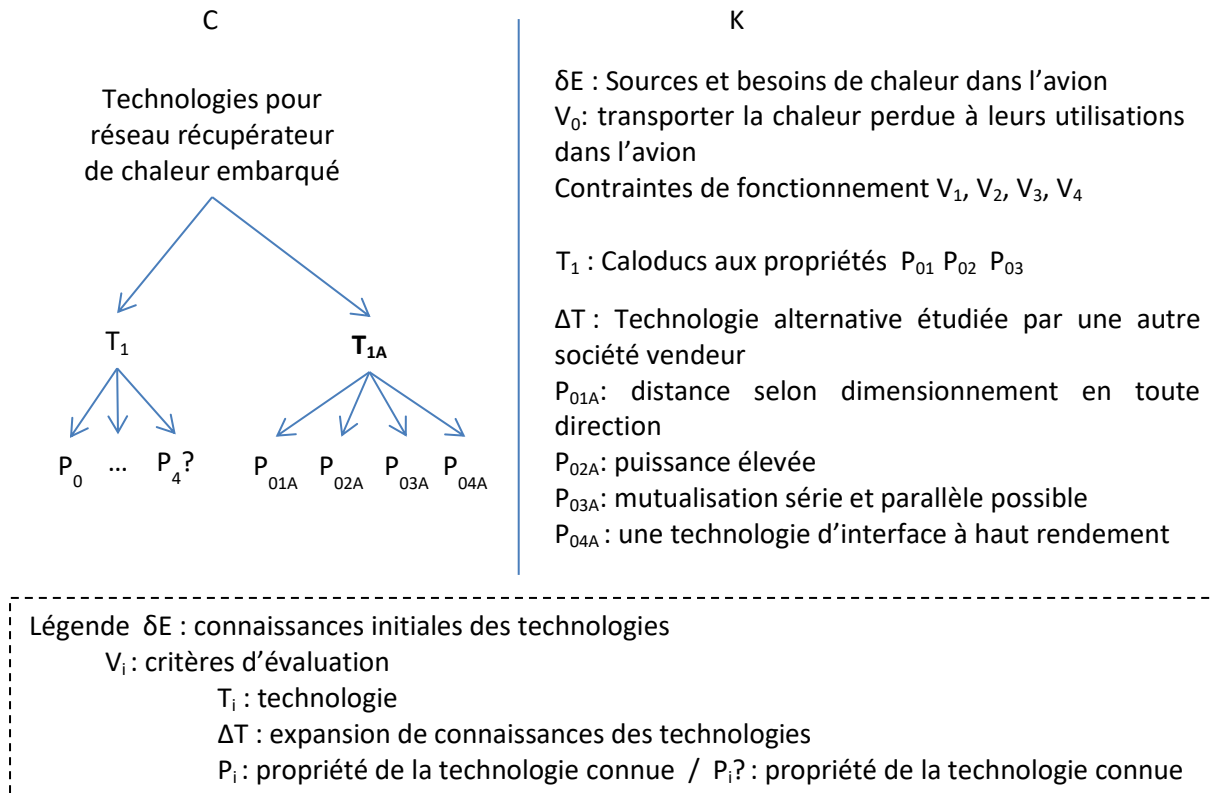 C
K
Technologies pour
réseau récupérateur
de chaleur embarqué
T₁
T₁ₐ
P₀
...
P₄?
P₀₁ₐ
P₀₂ₐ
P₀₃ₐ
P₀₄ₐ
δE : Sources et besoins de chaleur dans l’avion
V₀: transporter la chaleur perdue à leurs utilisations
dans l’avion
Contraintes de fonctionnement V₁, V₂, V₃, V₄
T₁ : Caloducs aux propriétés P₀₁ P₀₂ P₀₃
ΔT : Technologie alternative étudiée par une autre
société vendeur
P₀₁ₐ: distance selon dimensionnement en toute
direction
P₀₂ₐ: puissance élevée
P₀₃ₐ: mutualisation série et parallèle possible
P₀₄ₐ : une technologie d’interface à haut rendement
Légende δE : connaissances initiales des technologies
Vᵢ : critères d’évaluation
Tᵢ : technologie
ΔT : expansion de connaissances des technologies
Pᵢ : propriété de la technologie connue / Pᵢ? : propriété de la technologie connue